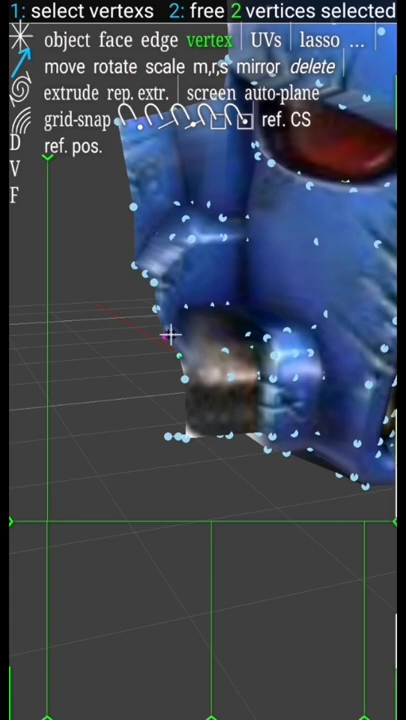 1: select vertexs 2: free 2 vertices selected
object face edge vertex UVs lasso ...
move rotate scale m,r,s mirror delete
extrude rep. extr. screen auto-plane
grid-snap ref. CS
ref. pos.
D
V
F